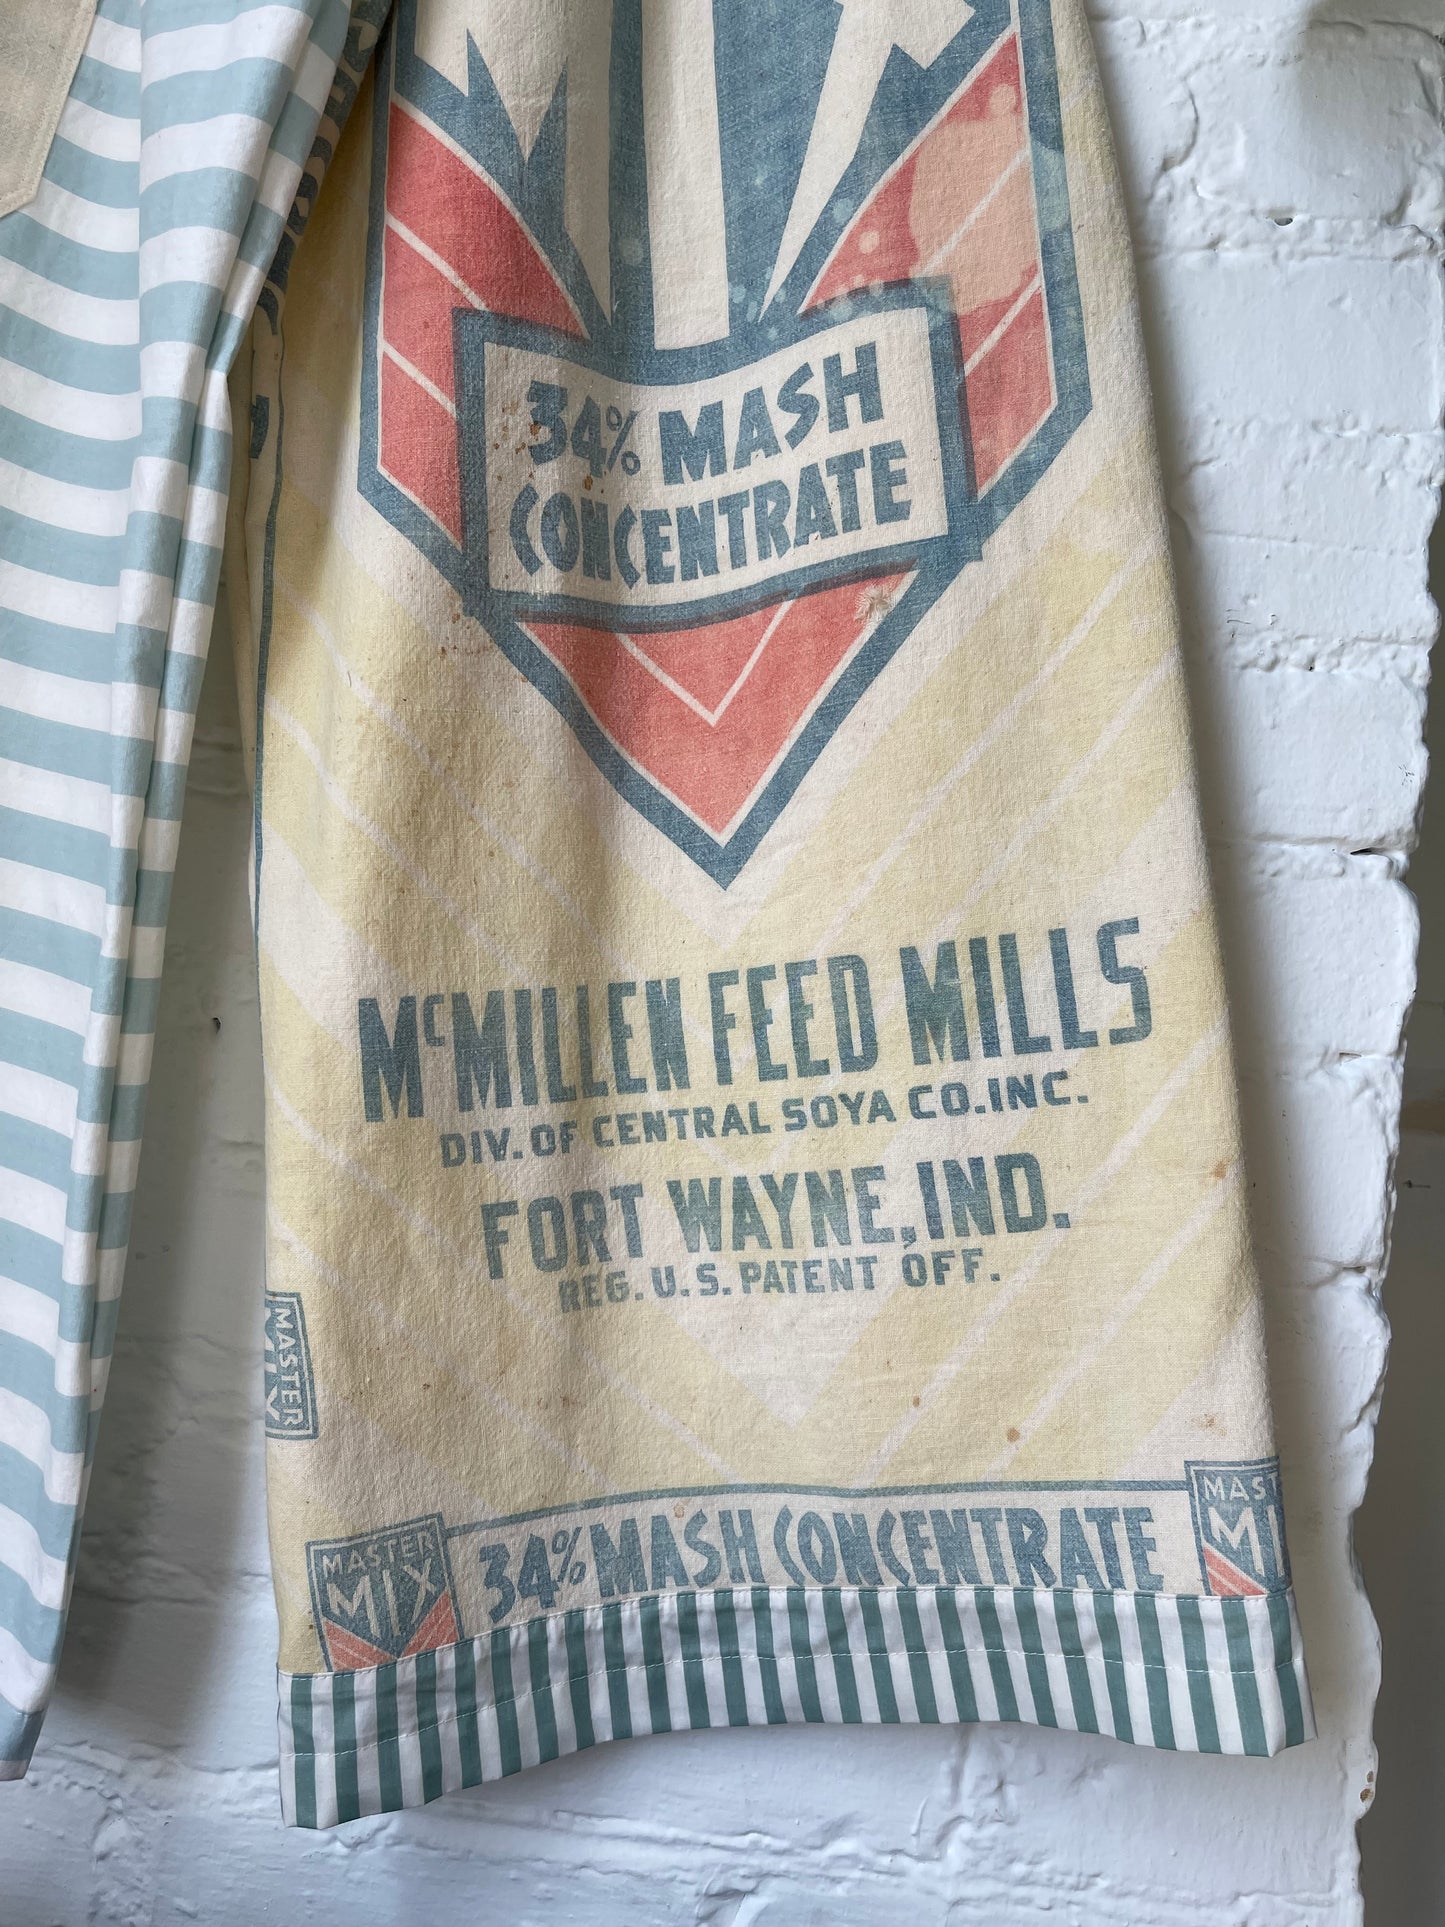 34% MASH
CONCENTRATE
McMILLEN FEED MILLS
DIV. OF CENTRAL SOYA CO. INC.
FORT WAYNE, IND.
REG. U.S. PATENT OFF.
MASTER
MIX
MASTER
MIX
34% MASH CONCENTRATE